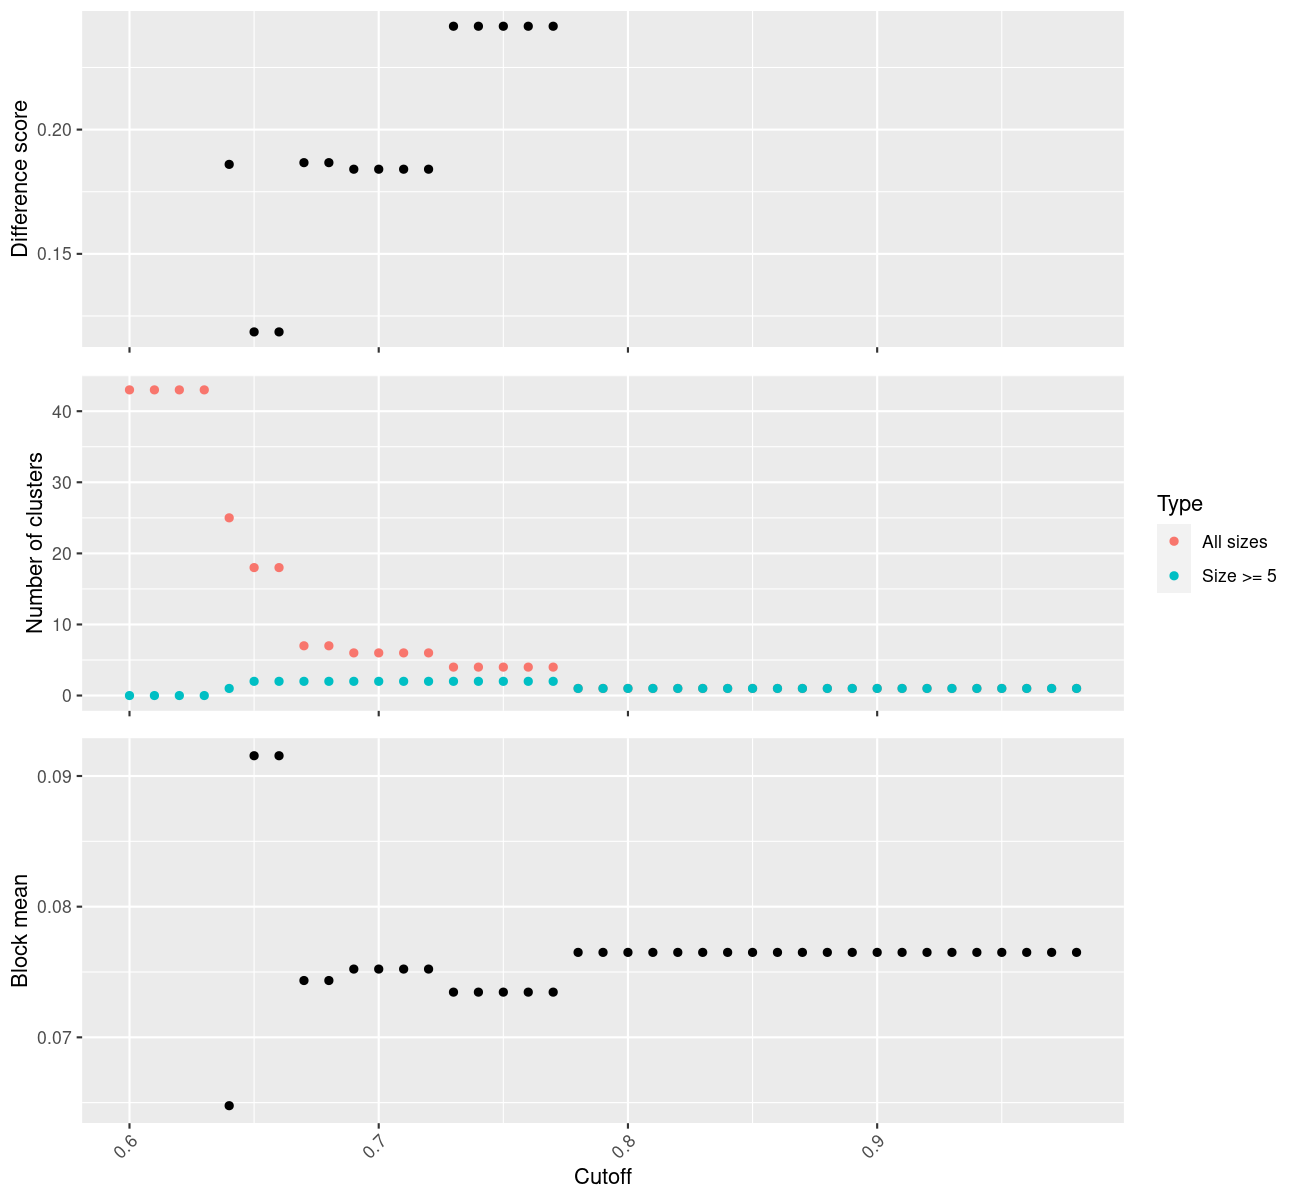 Difference score
0.20
0.15
Number of clusters
40
30
20
10
0
Type
All sizes
Size >= 5
Block mean
0.09
0.08
0.07
0.6
0.7
0.8
0.9
Cutoff